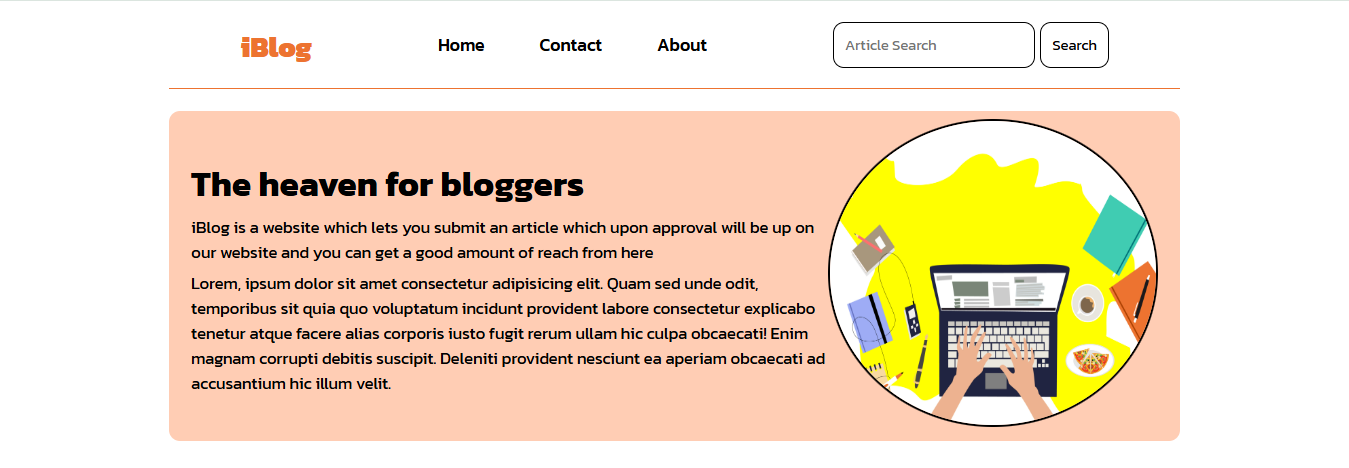 iBlog
Home
Contact
About
Article Search
Search
The heaven for bloggers
iBlog is a website which lets you submit an article which upon approval will be up on
our website and you can get a good amount of reach from here
Lorem, ipsum dolor sit amet consectetur adipisicing elit. Quam sed unde odit,
temporibus sit quia quo voluptatum incidunt provident labore consectetur explicabo
tenetur atque facere alias corporis iusto fugit rerum ullam hic culpa obcaecati! Enim
magnam corrupti debitis suscipit. Deleniti provident nesciunt ea aperiam obcaecati ad
accusantium hic illum velit.